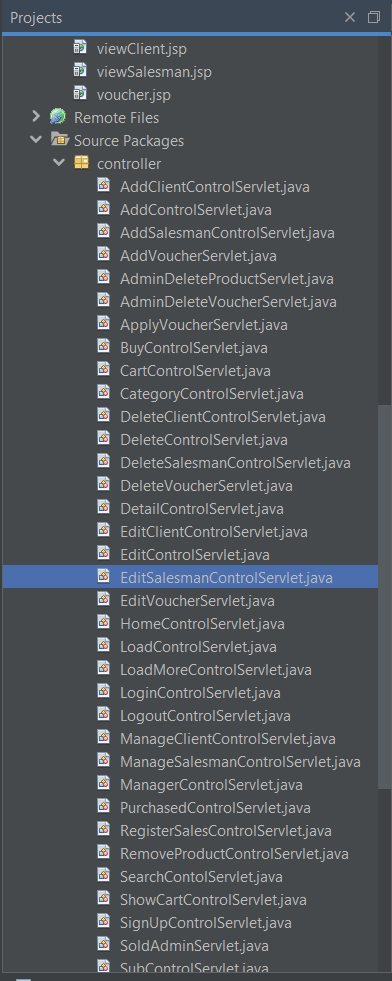 Projects
viewClient.jsp
viewSalesman.jsp
voucher.jsp
Remote Files
Source Packages
controller
AddClientControlServlet.java
AddControlServlet.java
AddSalesmanControlServlet.java
AddVoucherServlet.java
AdminDeleteProductServlet.java
AdminDeleteVoucherServlet.java
ApplyVoucherServlet.java
BuyControlServlet.java
CartControlServlet.java
CategoryControlServlet.java
DeleteClientControlServlet.java
DeleteControlServlet.java
DeleteSalesmanControlServlet.java
DeleteVoucherServlet.java
DetailControlServlet.java
EditClientControlServlet.java
EditControlServlet.java
EditSalesmanControlServlet.java
EditVoucherServlet.java
HomeControlServlet.java
LoadControlServlet.java
LoadMoreControlServlet.java
LoginControlServlet.java
LogoutControlServlet.java
ManageClientControlServlet.java
ManageSalesmanControlServlet.java
ManagerControlServlet.java
PurchasedControlServlet.java
RegisterSalesControlServlet.java
RemoveProductControlServlet.java
SearchContolServlet.java
ShowCartControlServlet.java
SignUpControlServlet.java
SoldAdminServlet.java
SubControlServlet.java